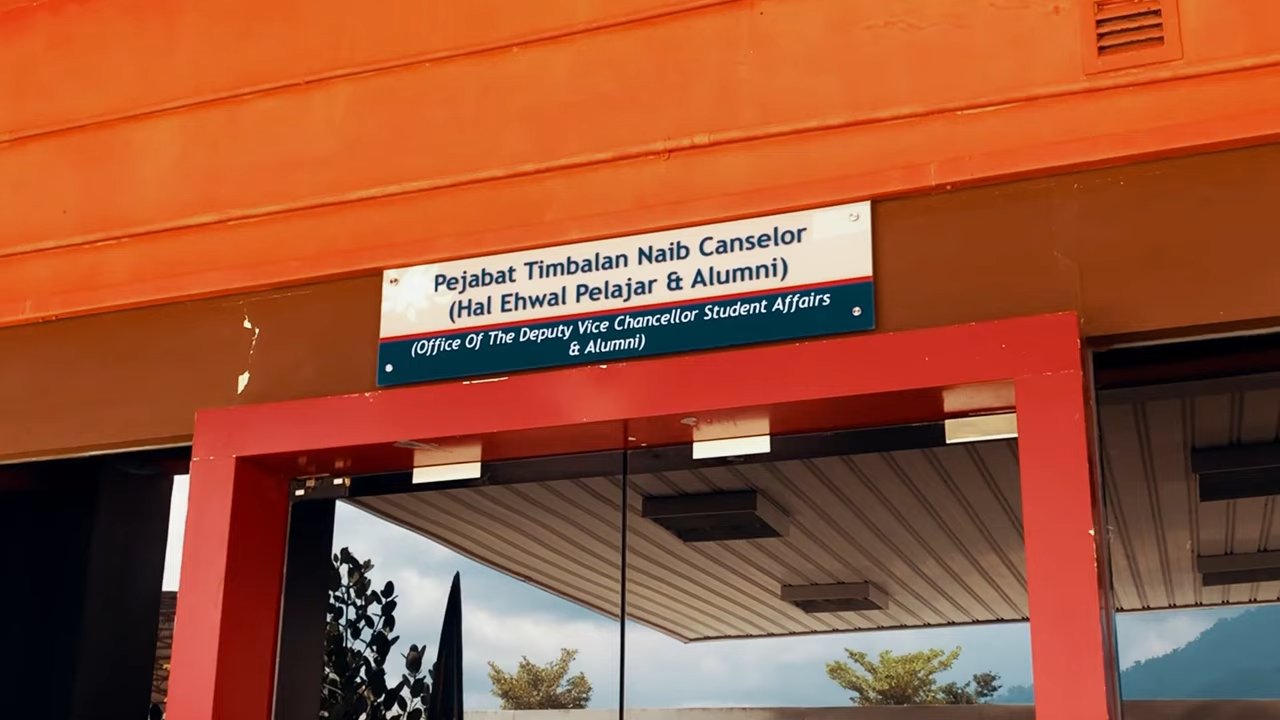 Pejabat Timbalan Naib Canselor
(Hal Ehwal Pelajar & Alumni)
(Office Of The Deputy Vice Chancellor Student Affairs
& Alumni)